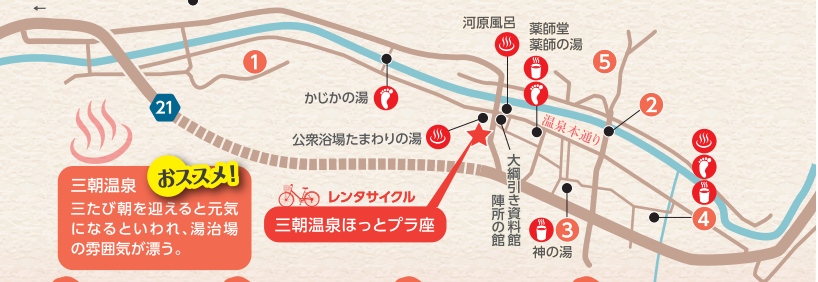 ←
河原風呂
薬師堂
薬師の湯
1
5
かじかの湯
21
2
公衆浴場たまわりの湯
温泉本通り
三朝温泉
おススメ!
三たび朝を迎えると元気
になるといわれ、湯治場
の雰囲気が漂う。
レンタサイクル
三朝温泉ほっとプラ座
大綱引き資料館
陣所の館
3
神の湯
4